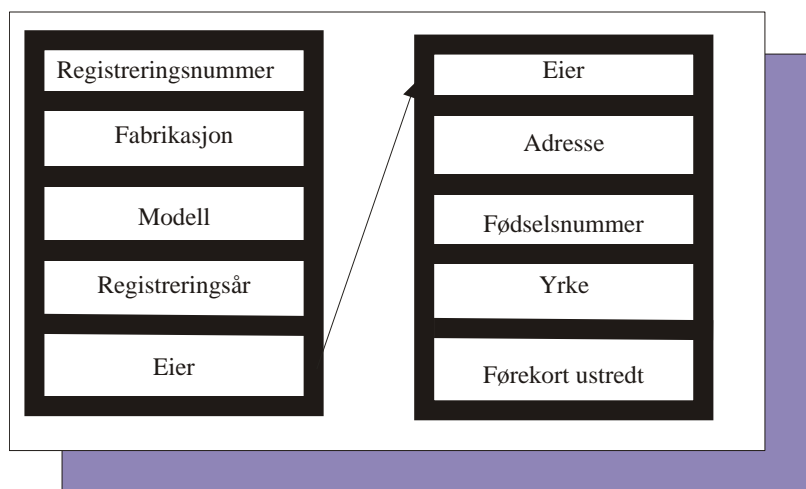 Registreringsnummer
Fabrikasjon
Modell
Registreringsår
Eier
Eier
Adresse
Fødselsnummer
Yrke
Førekort ustredt